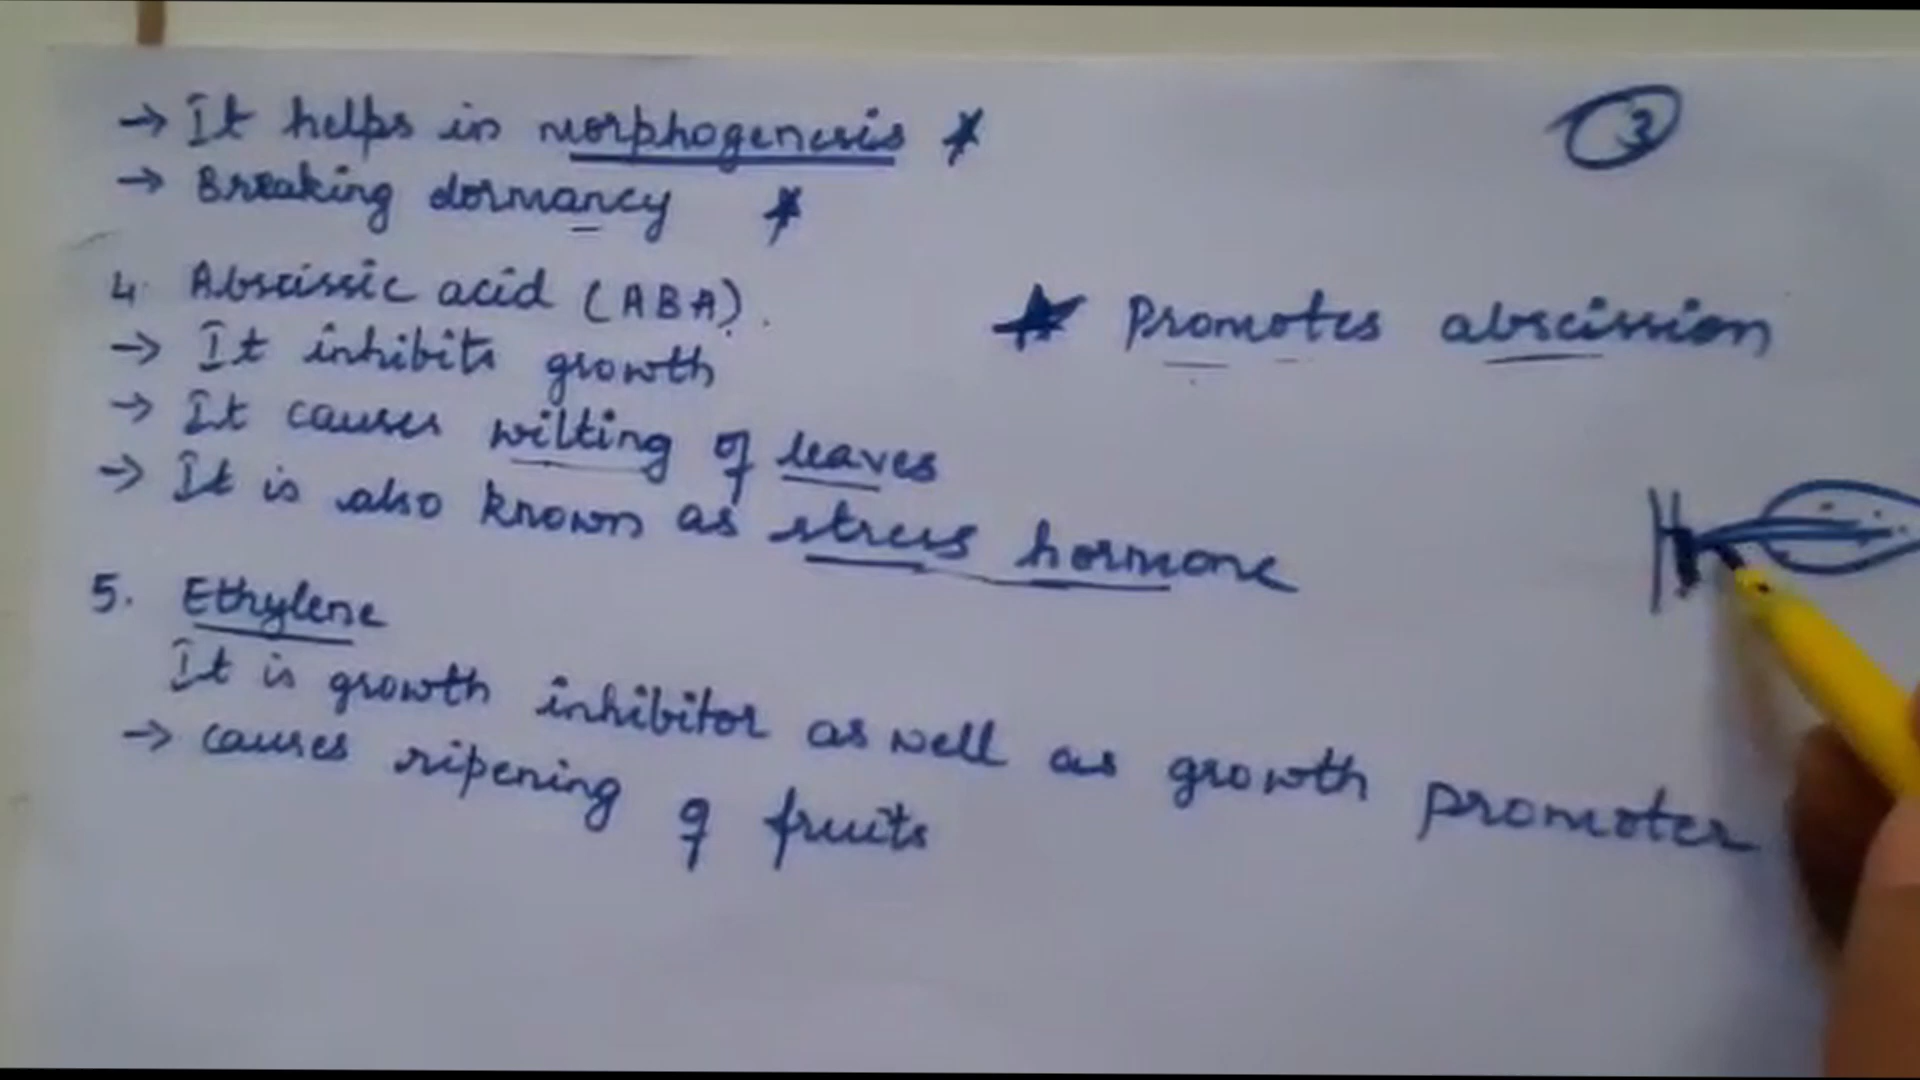 → It helps in morphogenesis *
3
→ Breaking dormancy *
4. Abscissic acid (ABA).
★ Promotes abscission
→ It inhibits growth
→ It causes wilting of leaves
→ It is also known as stress hormone
5. Ethylene
It is growth inhibitor as well as growth promoter
→ causes ripening of fruits